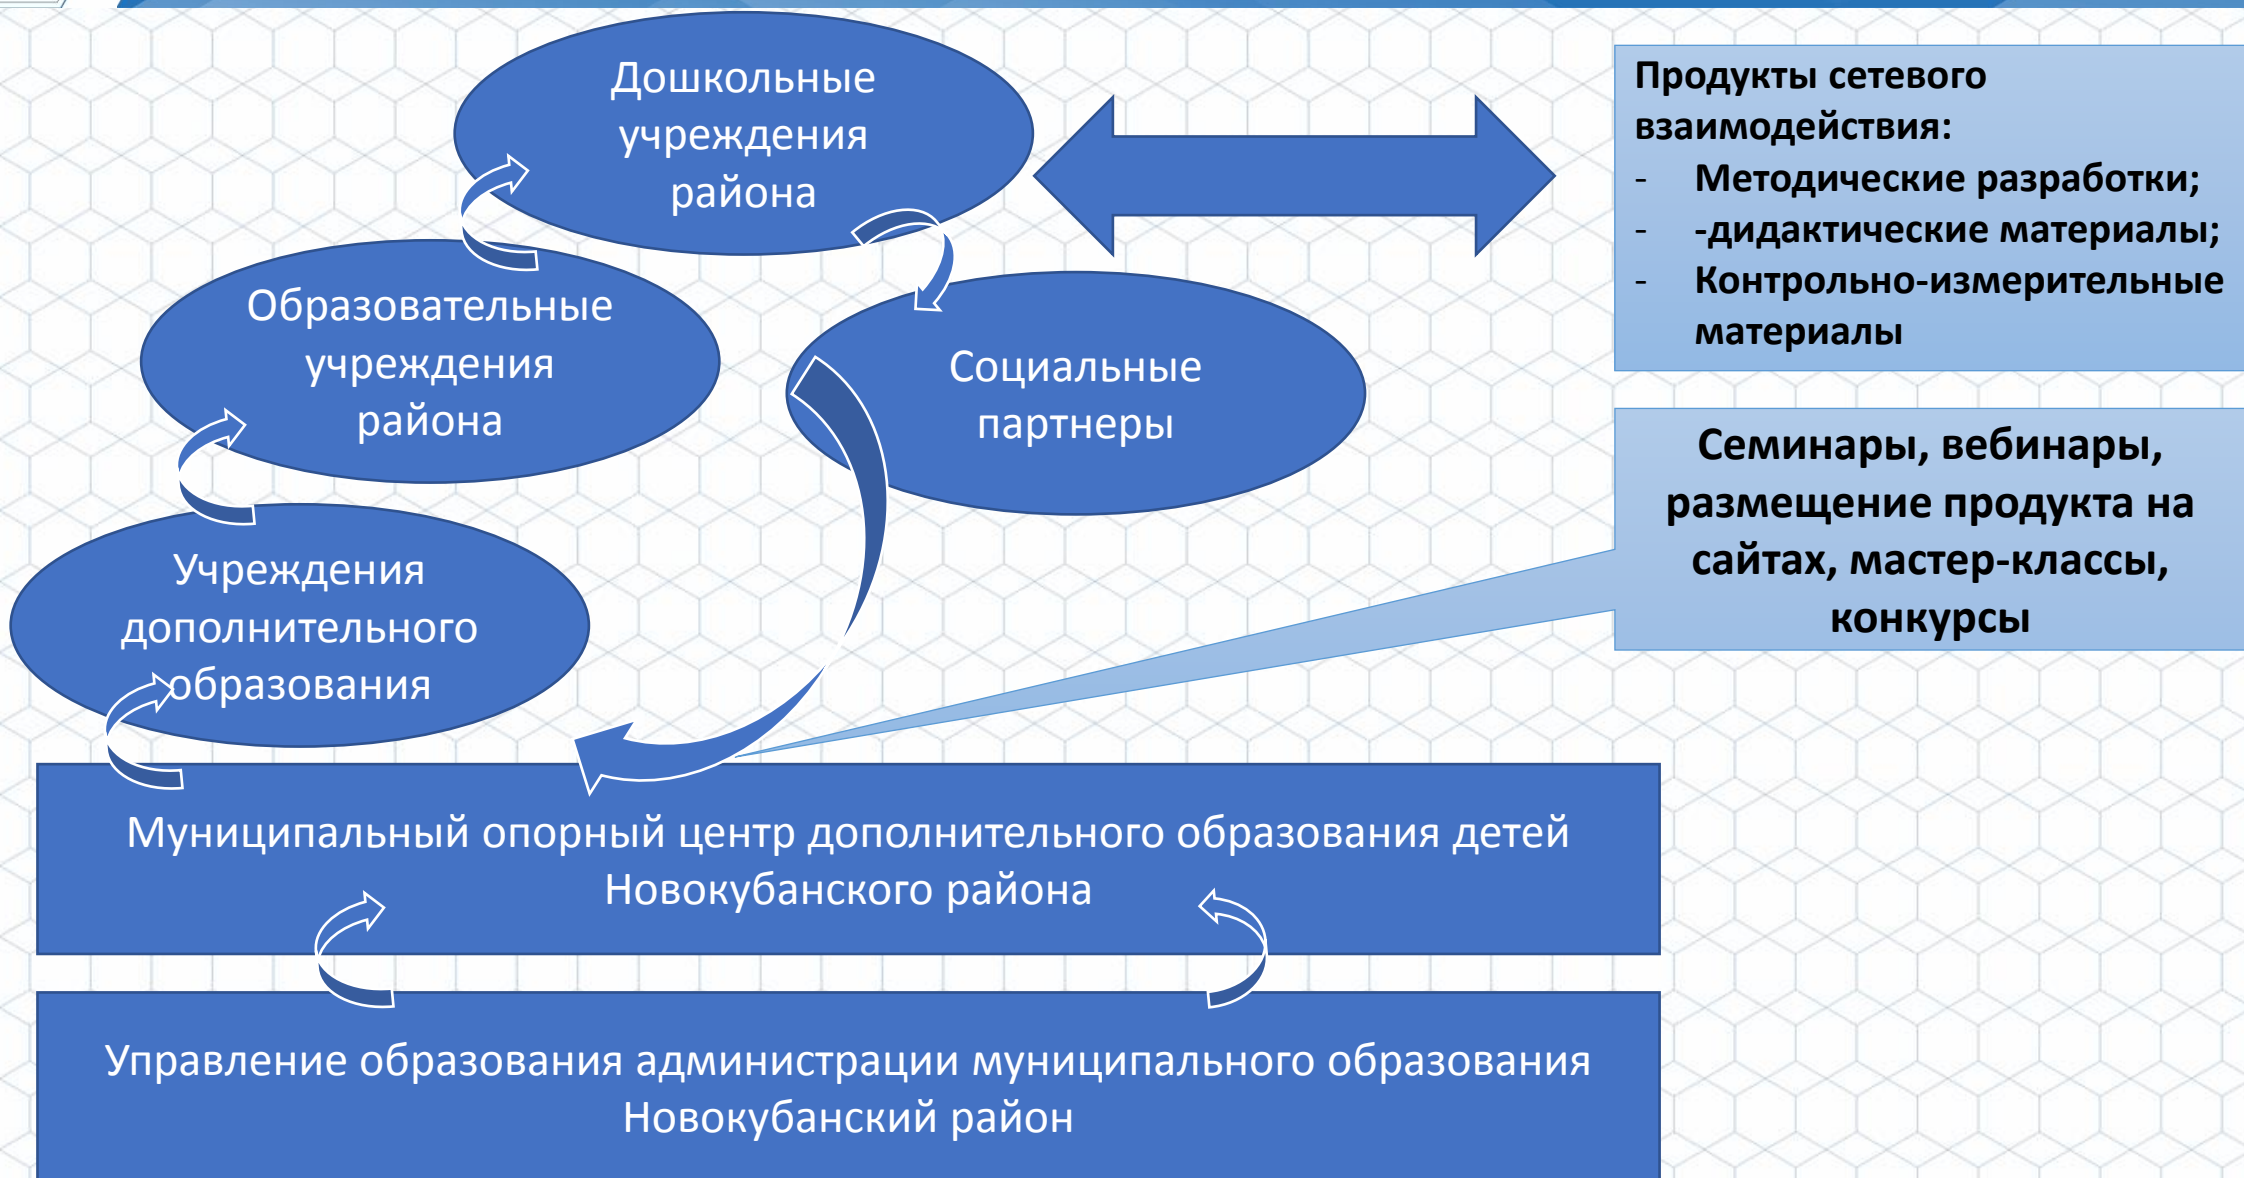 Дошкольные
учреждения
района
Продукты сетевого
взаимодействия:
- Методические разработки;
- -дидактические материалы;
- Контрольно-измерительные
материалы
Образовательные
учреждения
района
Социальные
партнеры
Семинары, вебинары,
размещение продукта на
сайтах, мастер-классы,
конкурсы
Учреждения
дополнительного
образования
Муниципальный опорный центр дополнительного образования детей
Новокубанского района
Управление образования администрации муниципального образования
Новокубанский район